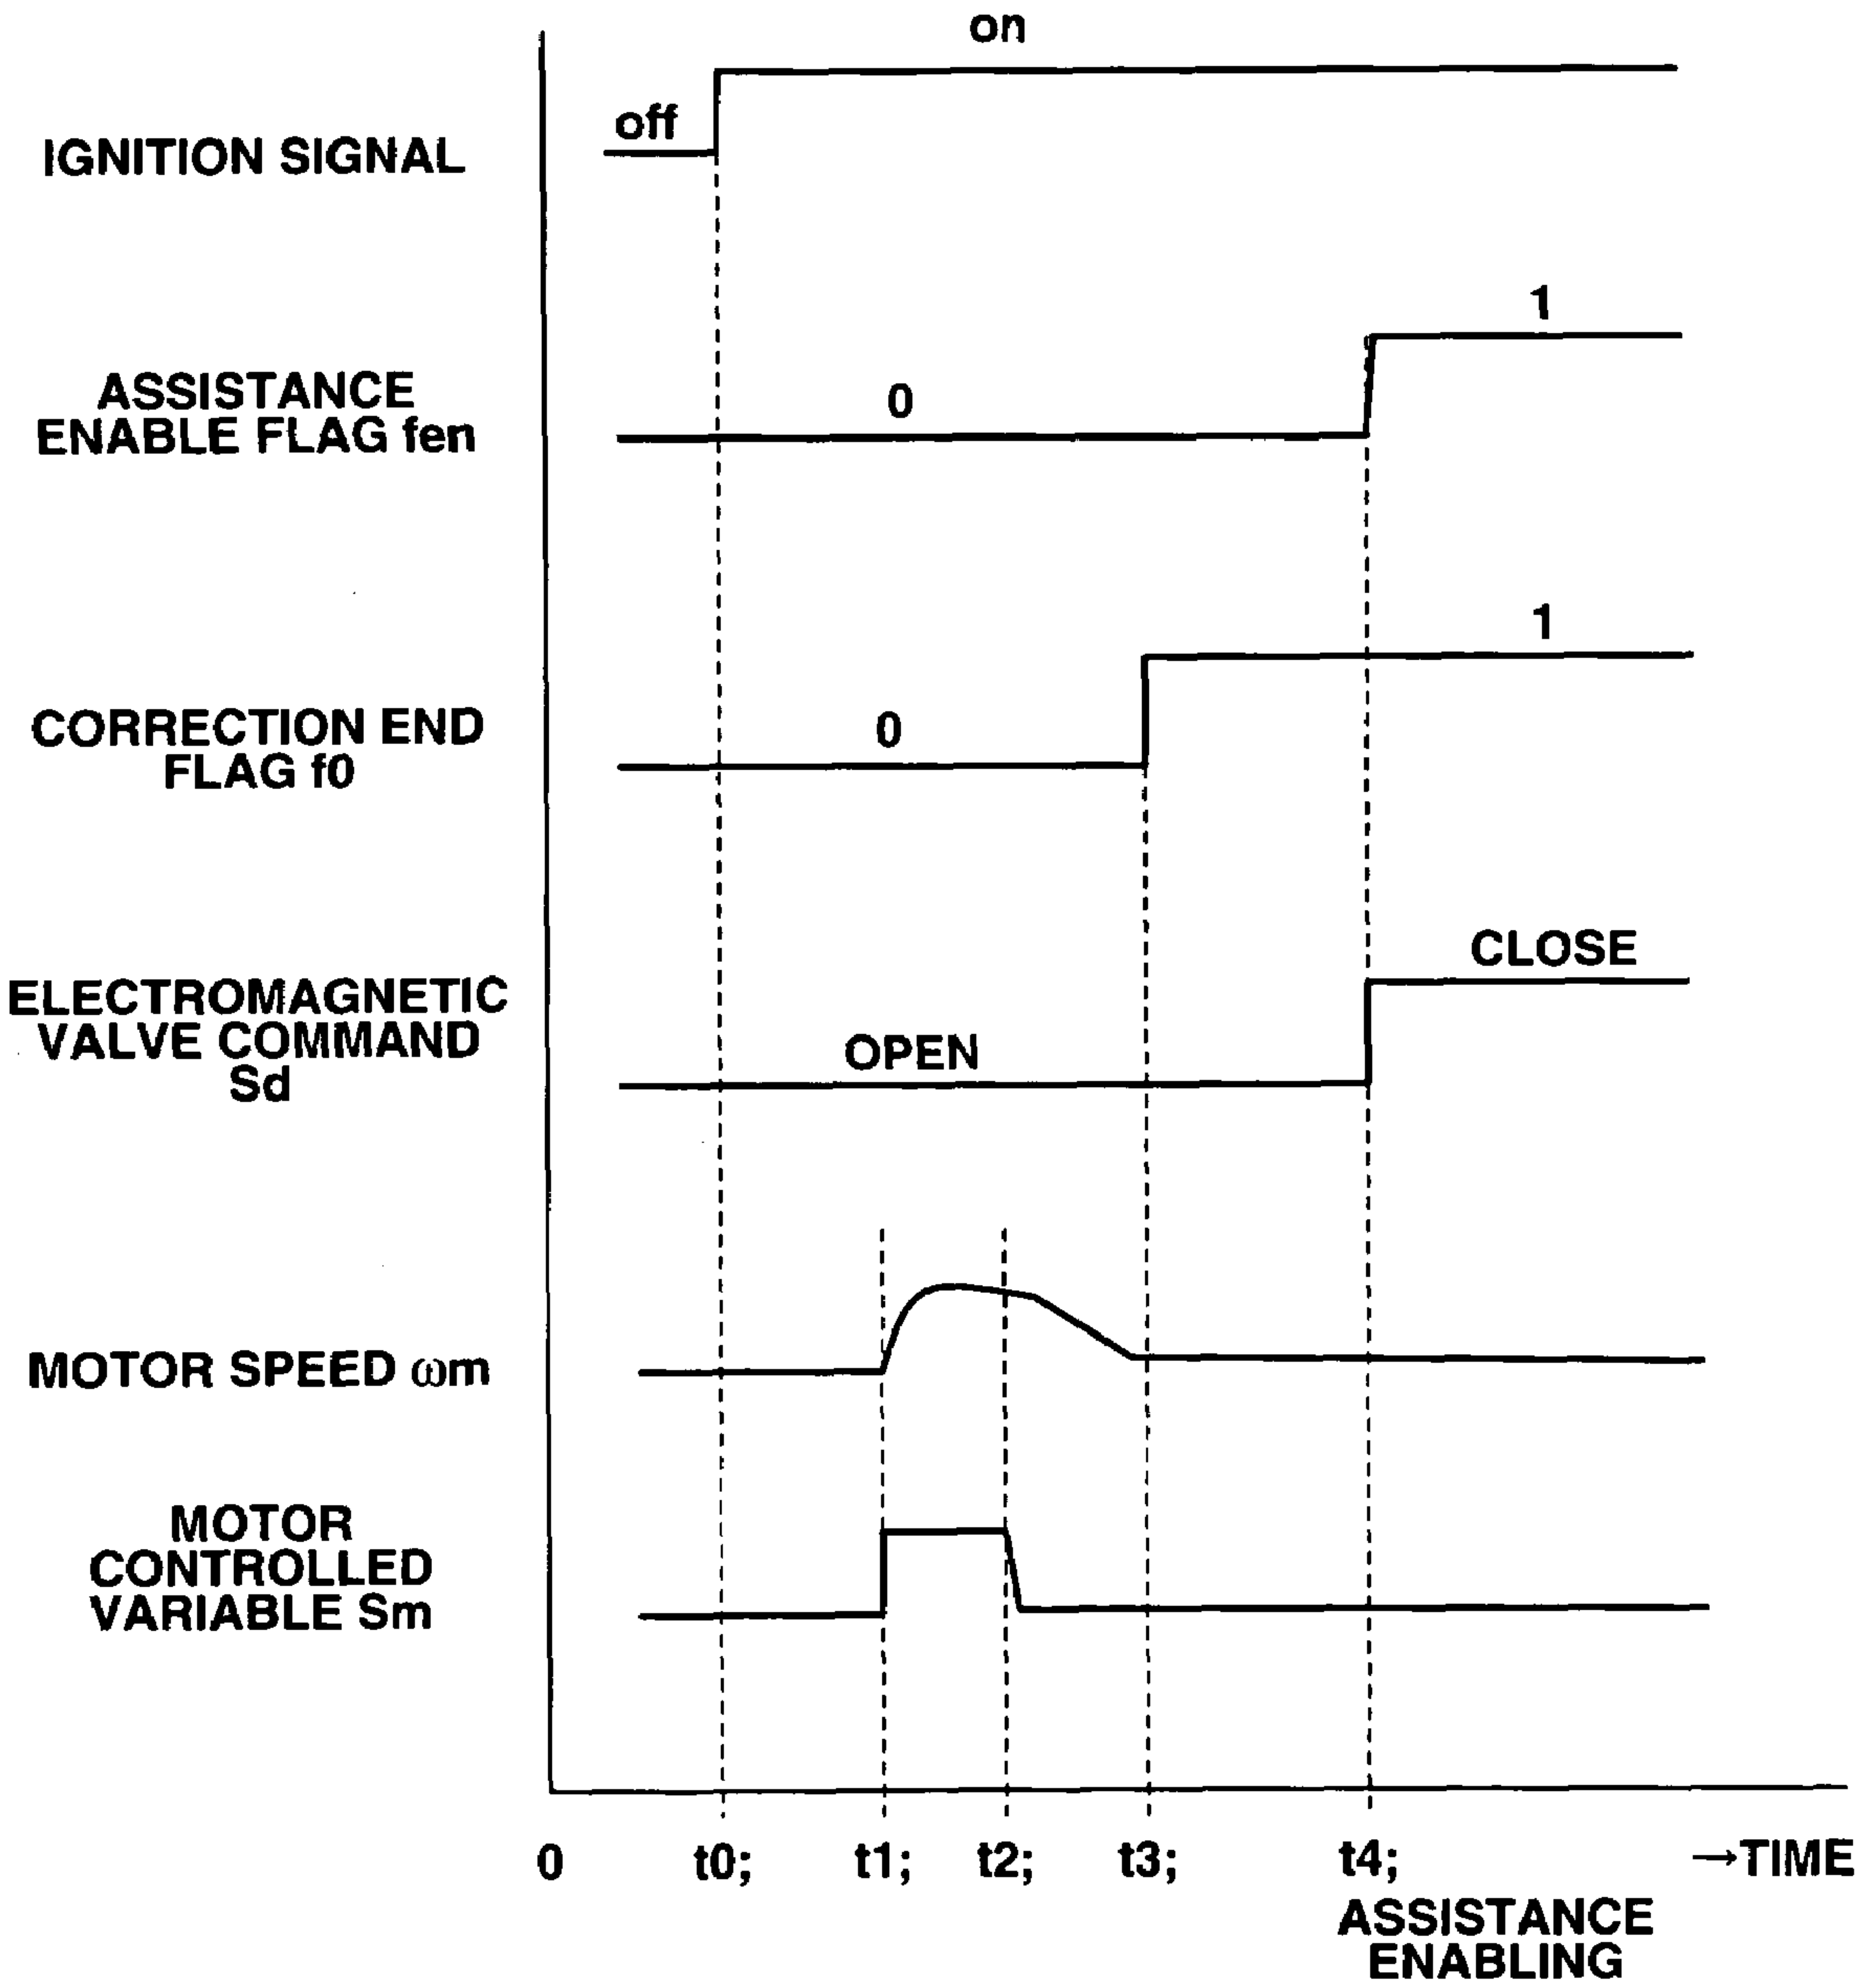 on
off
IGNITION SIGNAL
1
ASSISTANCE
ENABLE FLAG fen
0
1
CORRECTION END
FLAG f0
0
CLOSE
ELECTROMAGNETIC
VALVE COMMAND
Sd
OPEN
MOTOR SPEED ωm
MOTOR
CONTROLLED
VARIABLE Sm
0 t0; t1; t2; t3; t4; →TIME
ASSISTANCE
ENABLING